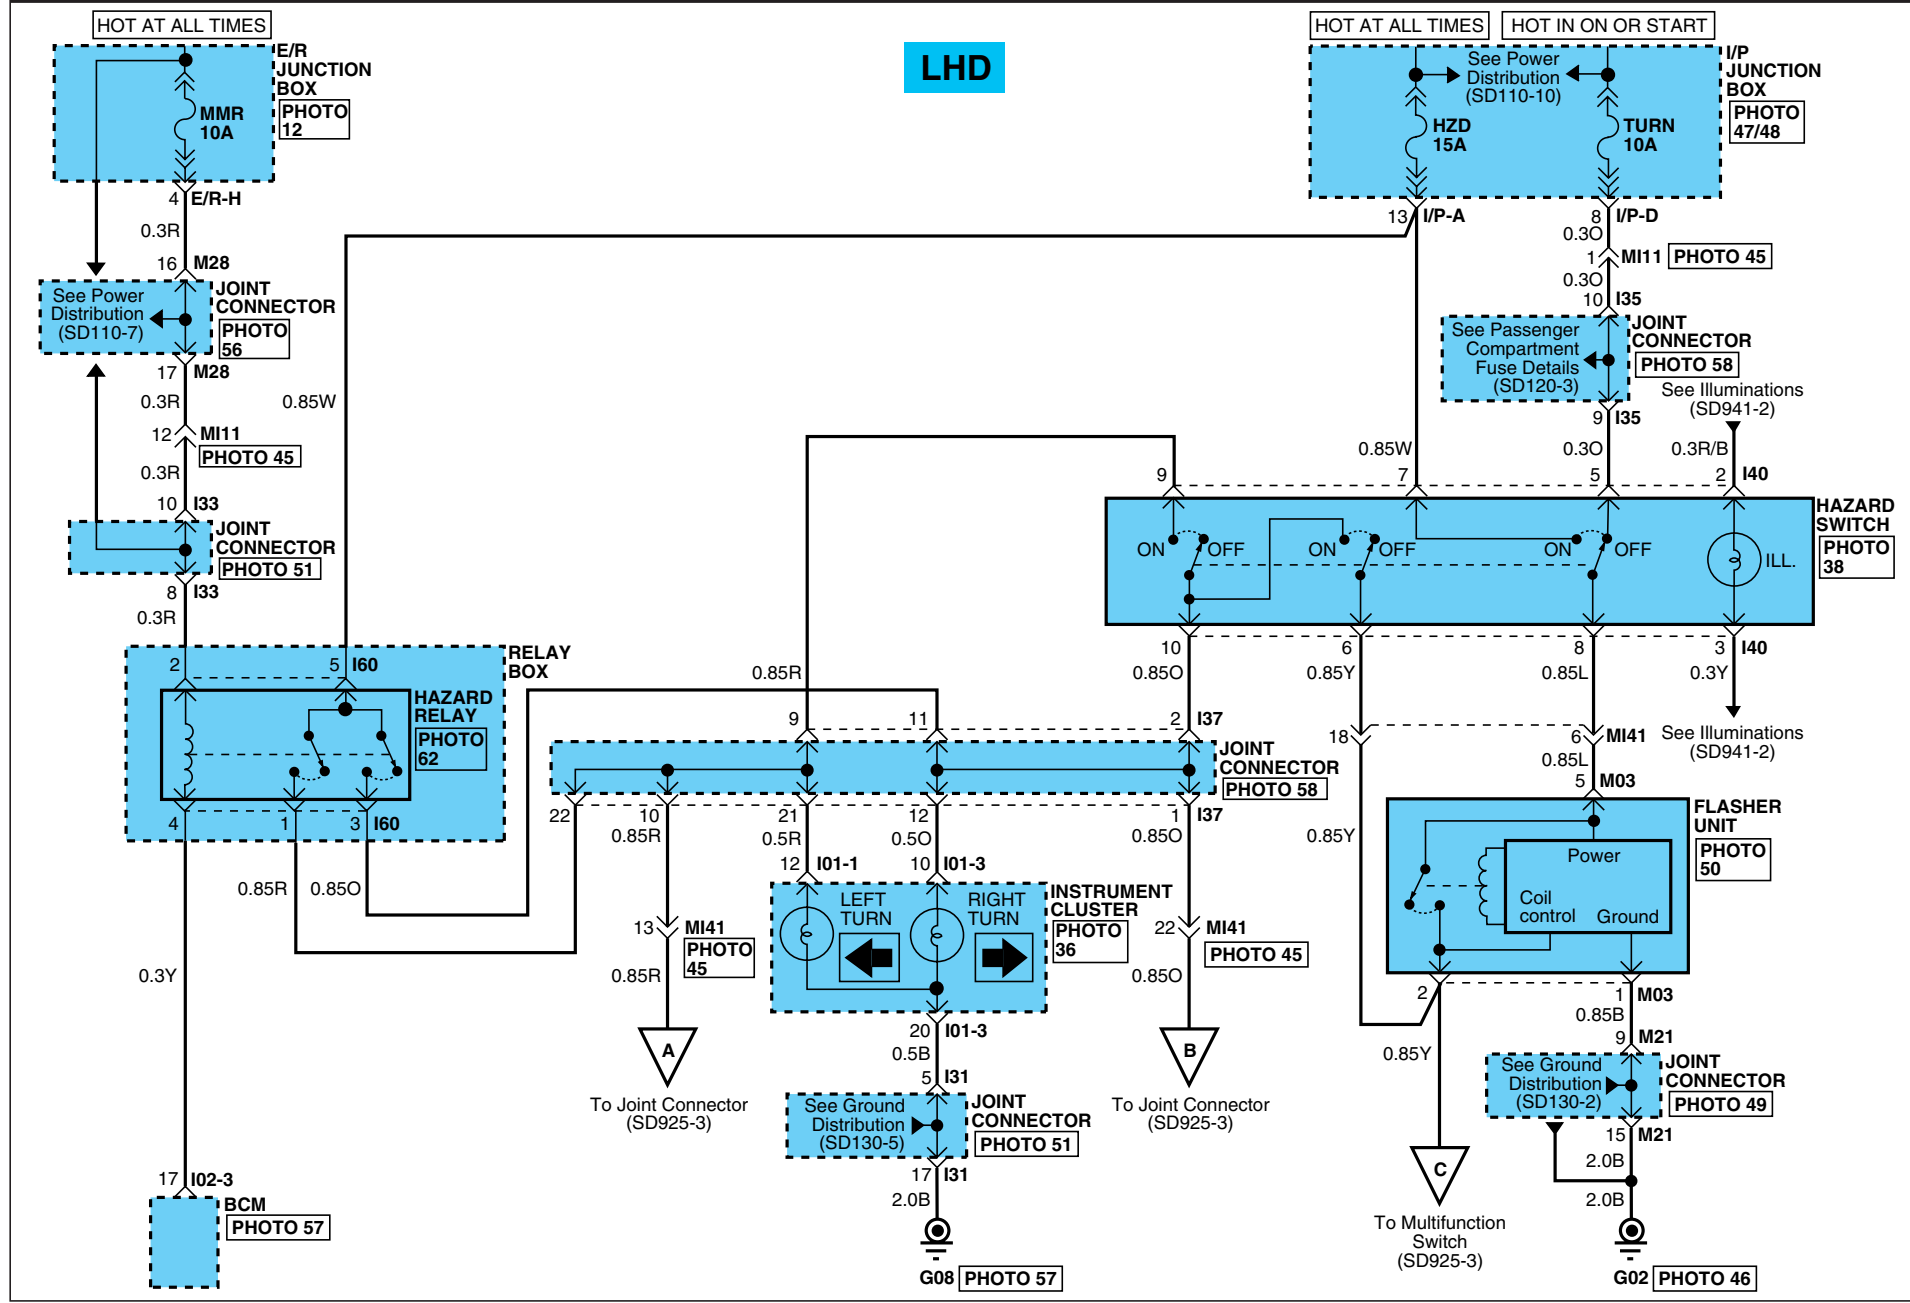 HOT AT ALL TIMES
HOT AT ALL TIMES
HOT IN ON OR START
LHD
E/R
JUNCTION
BOX
PHOTO
12
MMR
10A
4 E/R-H
0.3R
16 M28
See Power
Distribution
(SD110-7)
JOINT
CONNECTOR
PHOTO
56
17 M28
0.3R
0.85W
12 MI11
PHOTO 45
0.3R
10 I33
JOINT
CONNECTOR
PHOTO 51
8 I33
0.3R
See Power
Distribution
(SD110-10)
HZD
15A
TURN
10A
I/P
JUNCTION
BOX
PHOTO
47/48
13 I/P-A
8 I/P-D
0.3O
1 MI11 PHOTO 45
0.3O
10 I35
See Passenger
Compartment
Fuse Details
(SD120-3)
JOINT
CONNECTOR
PHOTO 58
9 I35
See Illuminations
(SD941-2)
0.85W
0.3O
0.3R/B
9
7
5
2 I40
ON
OFF
ON
OFF
ON
OFF
ILL.
HAZARD
SWITCH
PHOTO
38
10
6
8
3 I40
0.85O
0.85Y
0.85L
0.3Y
See Illuminations
(SD941-2)
2
5 I60
RELAY
BOX
HAZARD
RELAY
PHOTO
62
4
1
3 I60
0.85R
0.85O
0.3Y
17 I02-3
BCM
PHOTO 57
0.85R
9
11
2 I37
JOINT
CONNECTOR
PHOTO 58
22
10
21
12
1 I37
0.85R
0.5R
0.5O
0.85O
12 I01-1
10 I01-3
LEFT
TURN
RIGHT
TURN
INSTRUMENT
CLUSTER
PHOTO
36
13 MI41
PHOTO
45
0.85R
A
To Joint Connector
(SD925-3)
20 I01-3
0.5B
5 I31
See Ground
Distribution
(SD130-5)
JOINT
CONNECTOR
PHOTO 51
17 I31
2.0B
G08 PHOTO 57
22 MI41
PHOTO 45
0.85O
B
To Joint Connector
(SD925-3)
18
6 MI41
0.85L
5 M03
0.85Y
FLASHER
UNIT
PHOTO
50
Power
Coil
control
Ground
2
1 M03
0.85B
0.85Y
9 M21
See Ground
Distribution
(SD130-2)
JOINT
CONNECTOR
PHOTO 49
15 M21
2.0B
2.0B
C
To Multifunction
Switch
(SD925-3)
G02 PHOTO 46